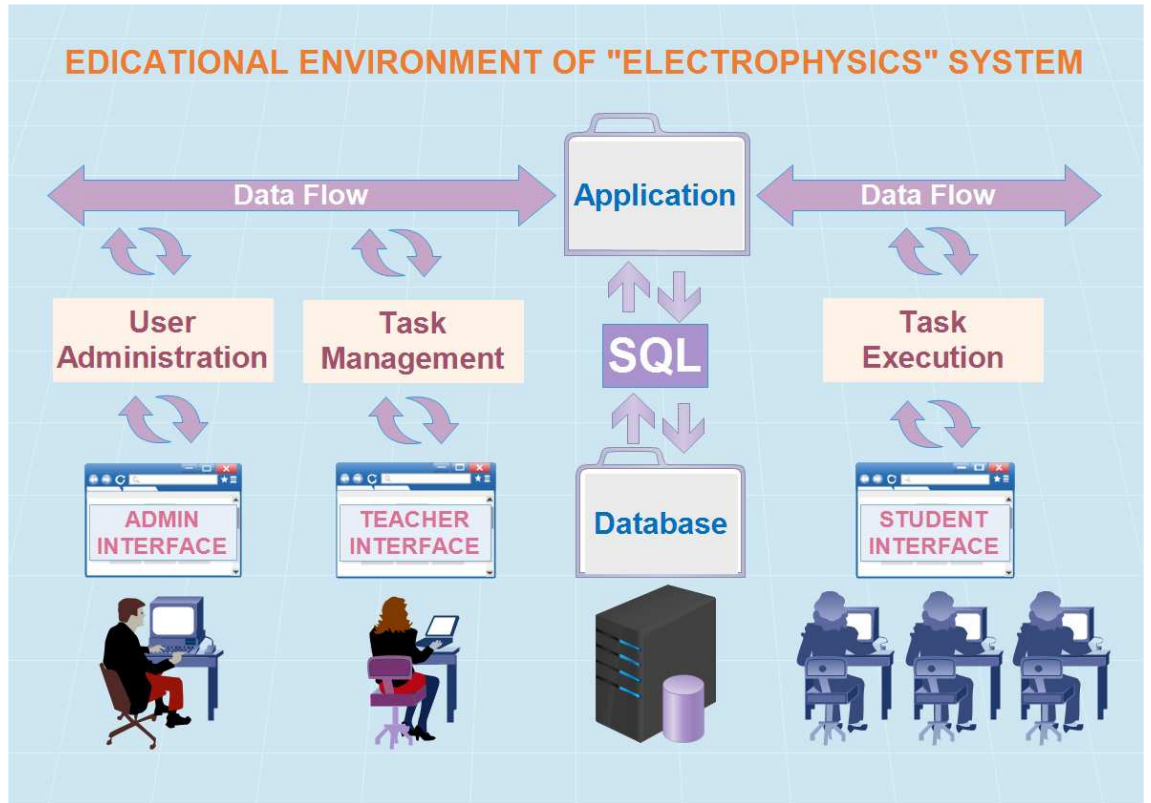 EDICATIONAL ENVIRONMENT OF "ELECTROPHYSICS" SYSTEM
Data Flow
Application
Data Flow
User
Administration
Task
Management
SQL
Task
Execution
ADMIN
INTERFACE
TEACHER
INTERFACE
Database
STUDENT
INTERFACE